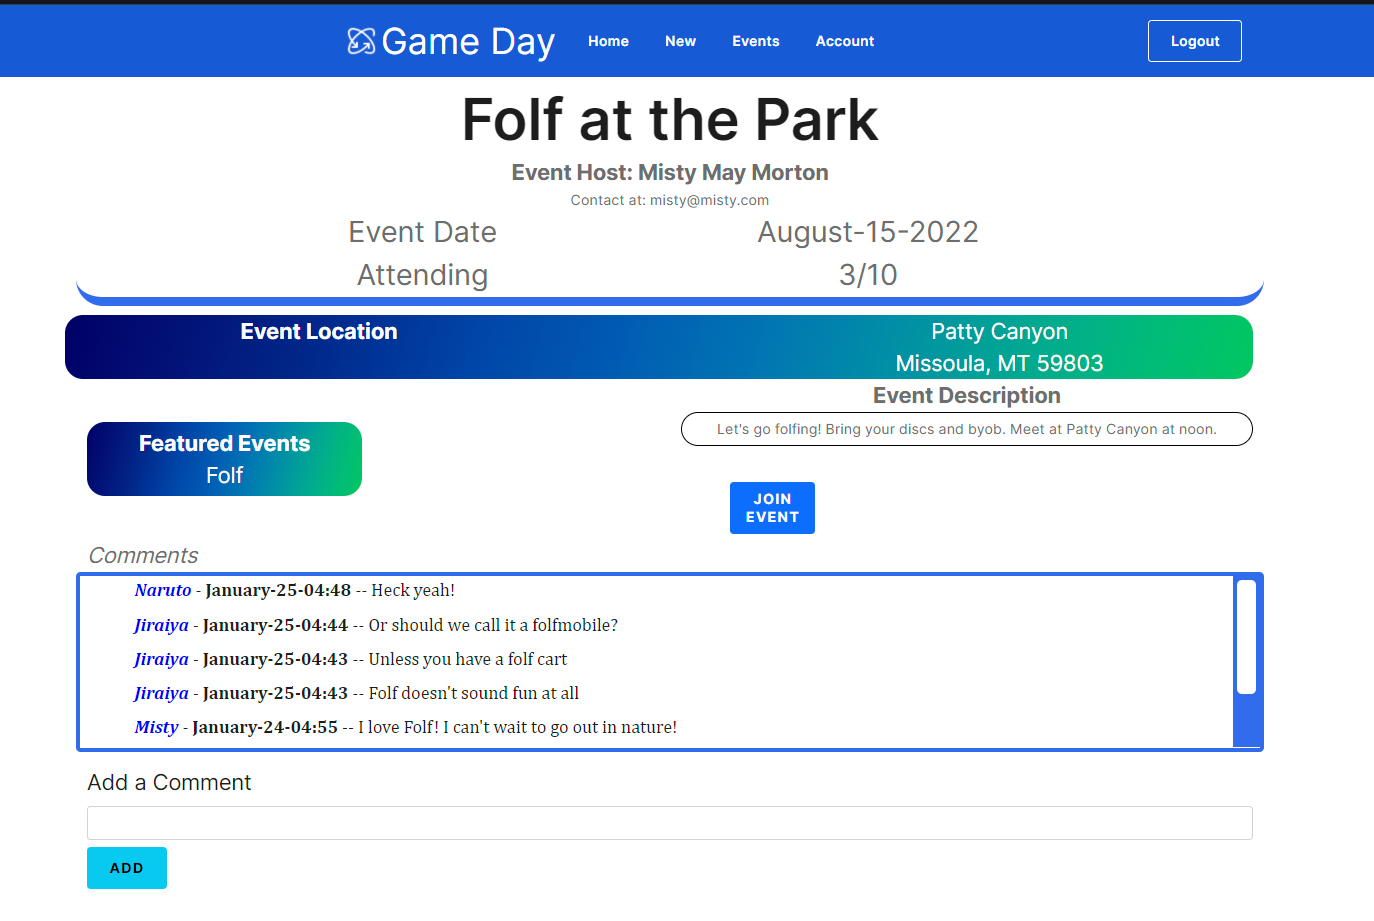 Game Day Home New Events Account Logout
Folf at the Park
Event Host: Misty May Morton
Contact at: misty@misty.com
Event Date August-15-2022
Attending 3/10
Event Location Patty Canyon
Missoula, MT 59803
Event Description
Let's go folfing! Bring your discs and byob. Meet at Patty Canyon at noon.
Featured Events
Folf
JOIN
EVENT
Comments
Naruto - January-25-04:48 -- Heck yeah!
Jiraiya - January-25-04:44 -- Or should we call it a folfmobile?
Jiraiya - January-25-04:43 -- Unless you have a folf cart
Jiraiya - January-25-04:43 -- Folf doesn't sound fun at all
Misty - January-24-04:55 -- I love Folf! I can't wait to go out in nature!
Add a Comment
ADD